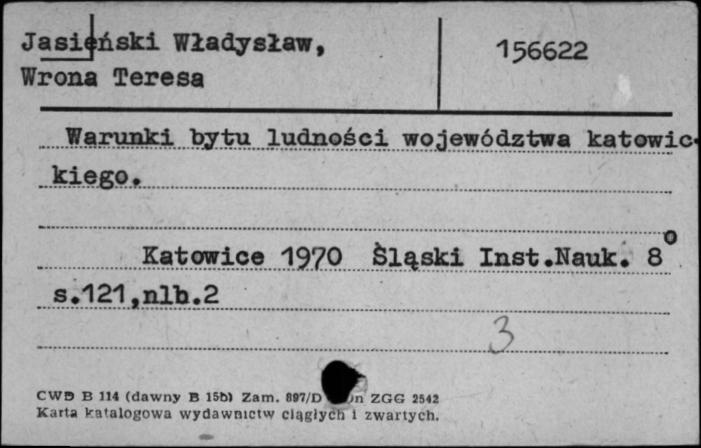 Jasieński Władysław,
156622
Wrona Teresa
Warunki bytu ludności województwa katowic-
kiego.
Katowice 1970 Śląski Inst.Nauk. 8°
s.121,nlb.2
3
CWD B 114 (dawny B 15b) Zam. 897/D ZGG 2542
Karta katalogowa wydawnictw ciągłych i zwartych.